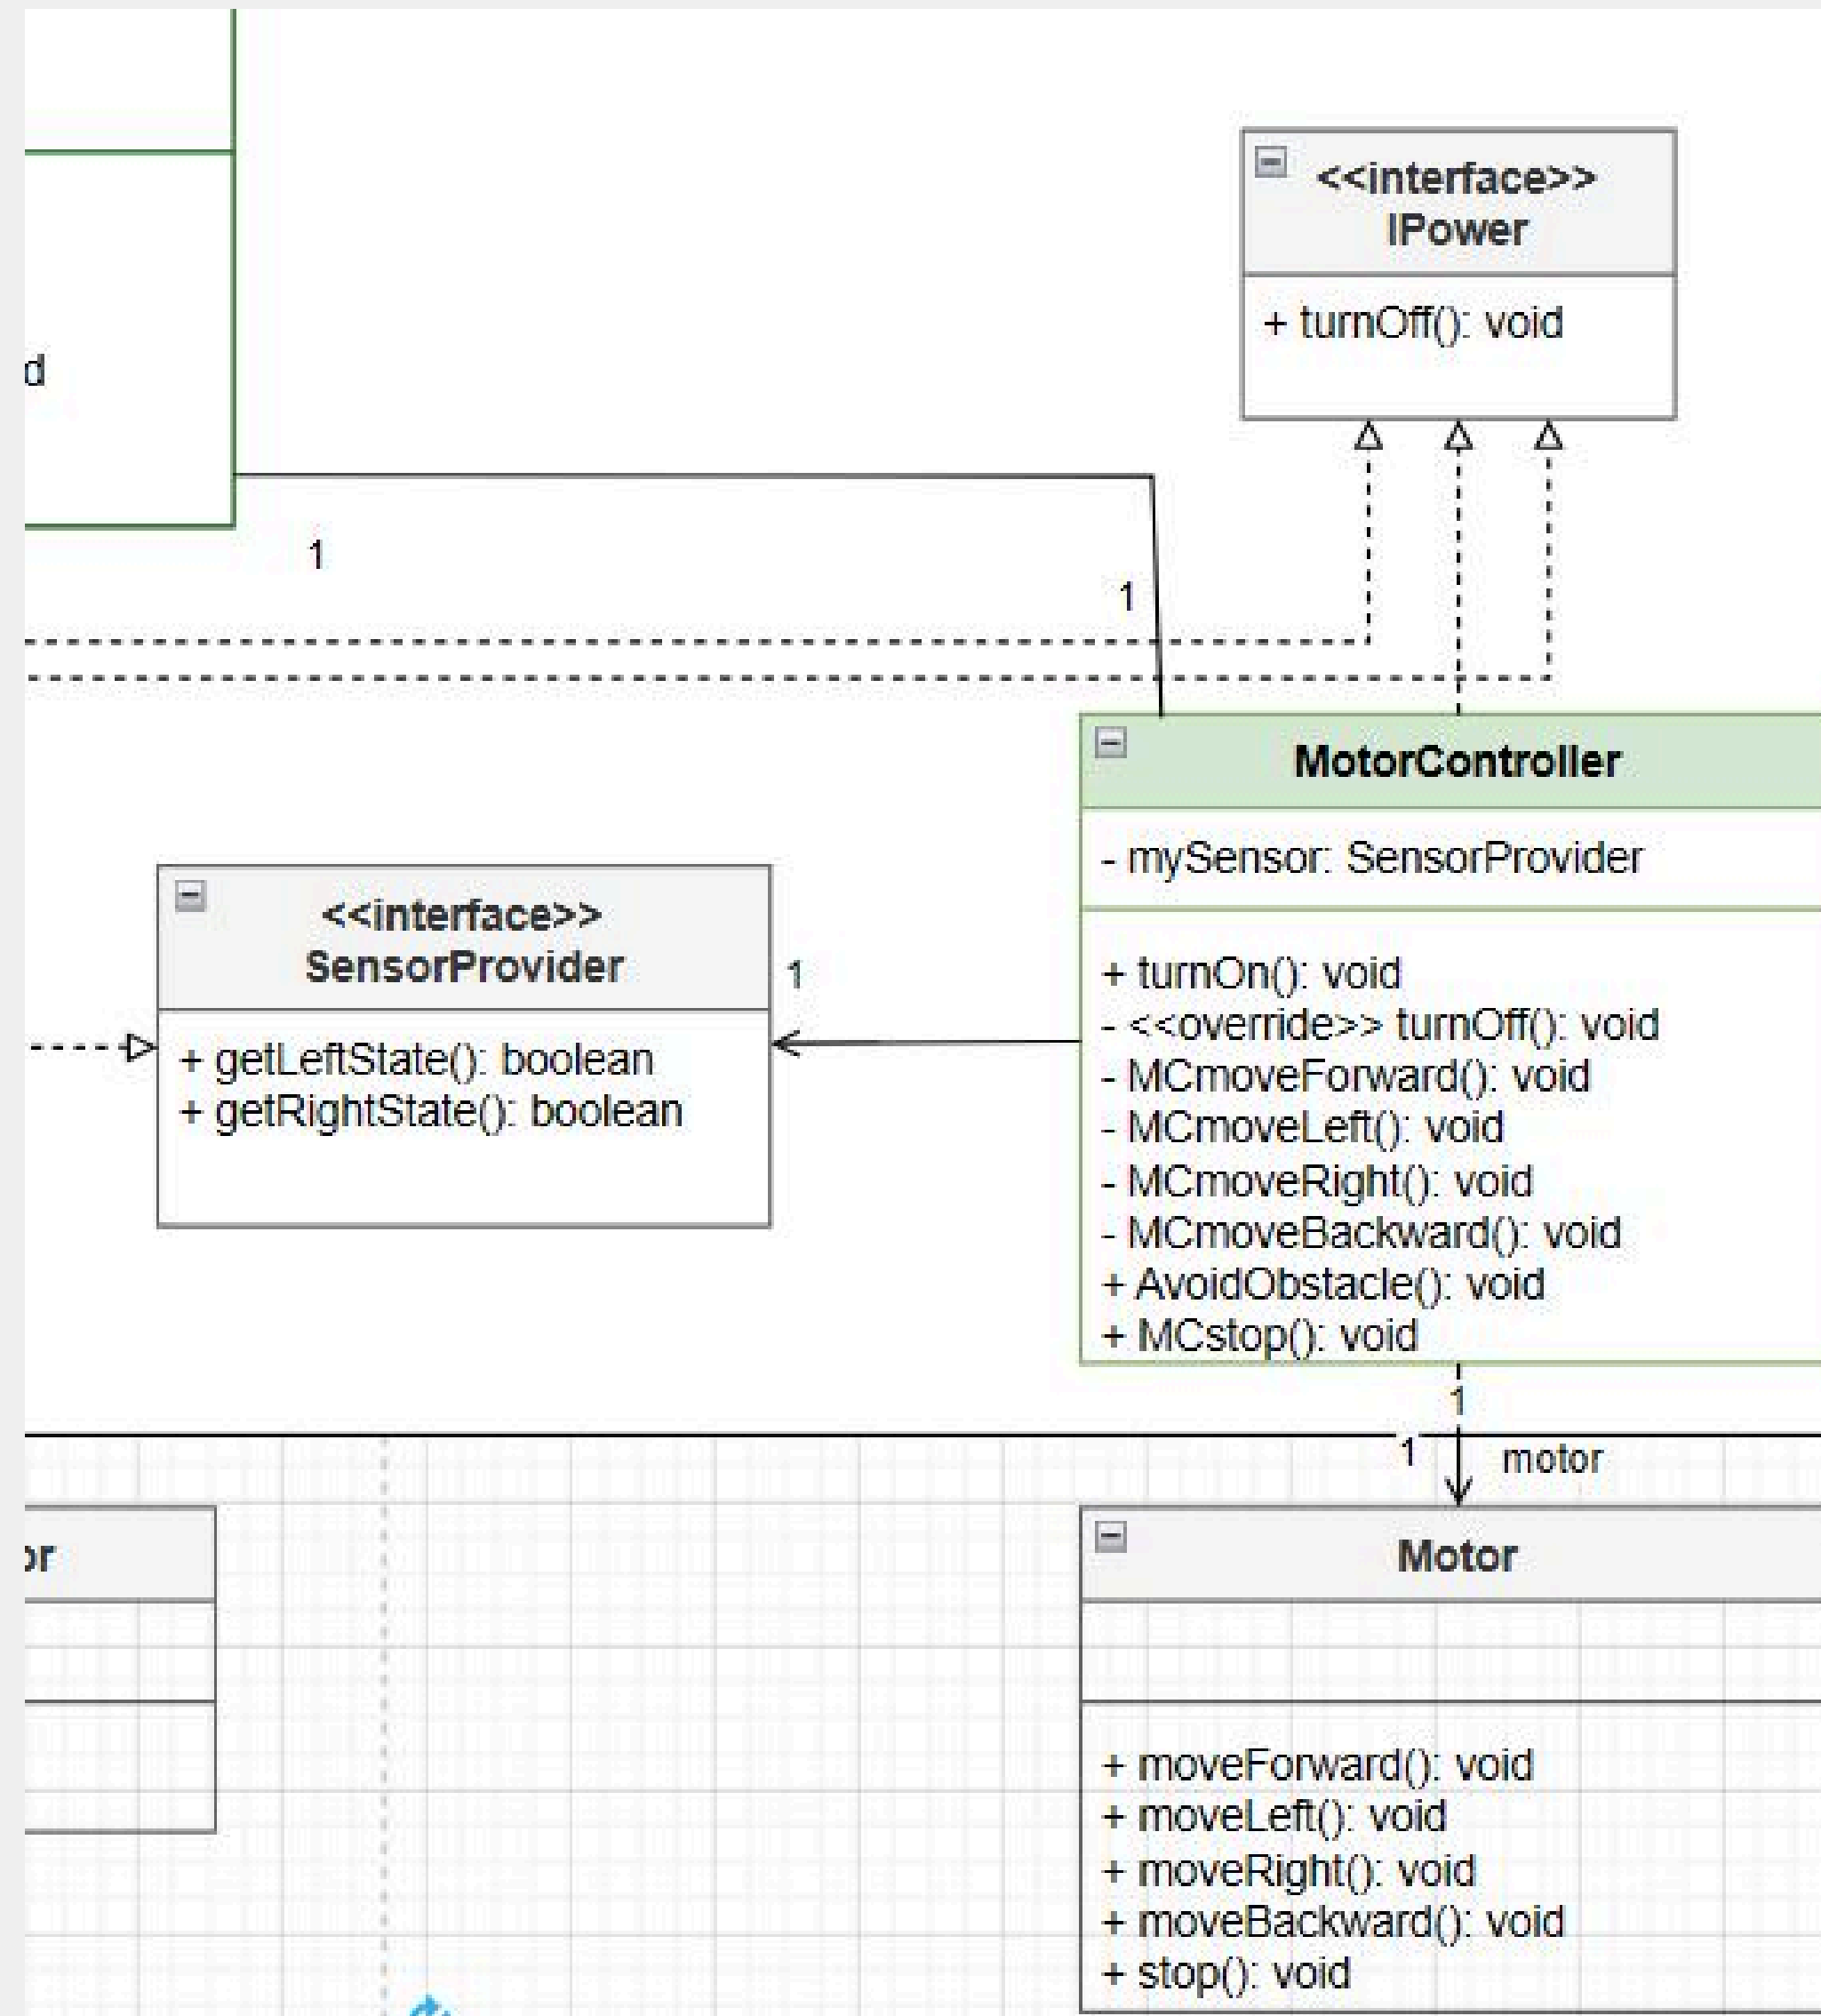 <<interface>>
IPower
+ turnOff(): void
d
1
1
MotorController
- mySensor: SensorProvider
<<interface>>
SensorProvider
1
+ getLeftState(): boolean
+ getRightState(): boolean
+ turnOn(): void
- <<override>> turnOff(): void
- MCmoveForward(): void
- MCmoveLeft(): void
- MCmoveRight(): void
- MCmoveBackward(): void
+ AvoidObstacle(): void
+ MCstop(): void
1
1
motor
or
Motor
+ moveForward(): void
+ moveLeft(): void
+ moveRight(): void
+ moveBackward(): void
+ stop(): void